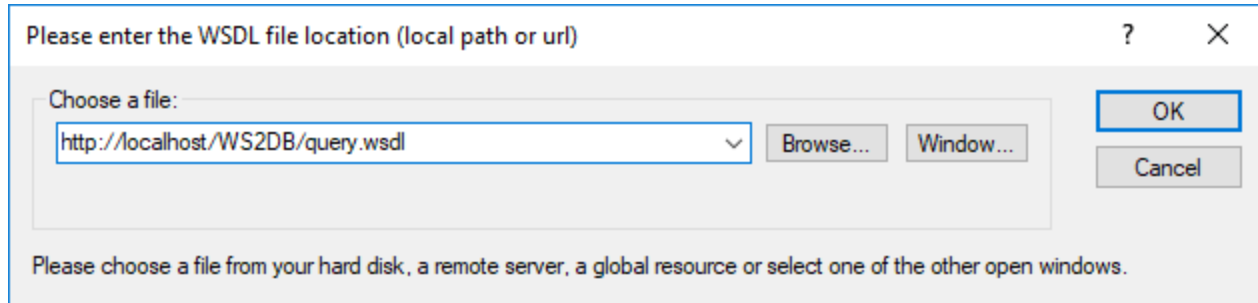 Please enter the WSDL file location (local path or url) ?
Choose a file:
http://localhost/WS2DB/query.wsdl Browse... Window... OK
Cancel
Please choose a file from your hard disk, a remote server, a global resource or select one of the other open windows.